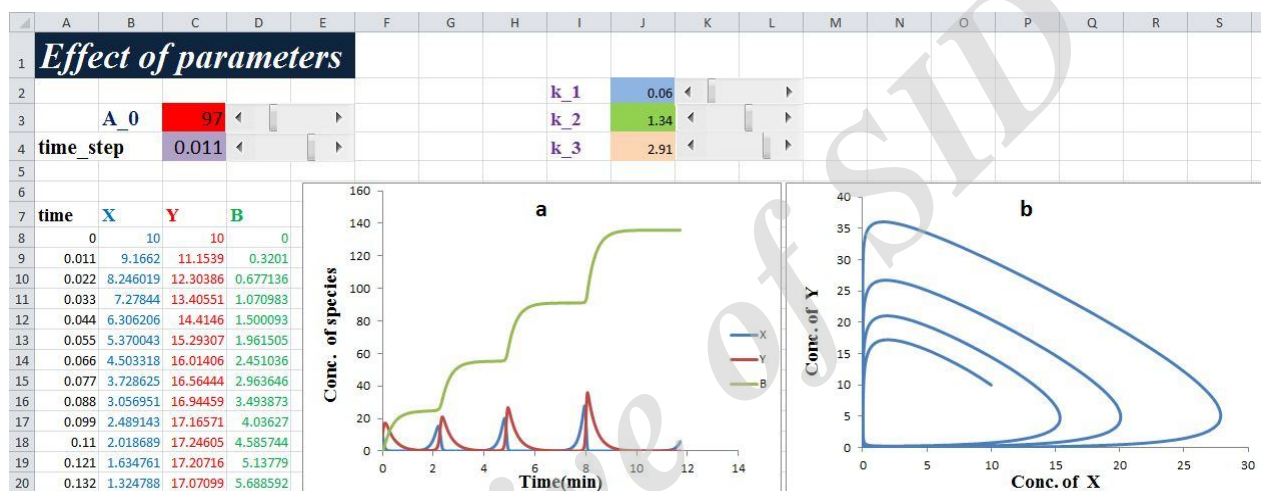 A B C D E F G H I J K L M N O P Q R S
1 Effect of parameters
2 k_1 0.06
3 A_0 97 k_2 1.34
4 time_step 0.011 k_3 2.91
5
6
7 time X Y B
8 0 10 10 0
9 0.011 9.1662 11.1539 0.3201
10 0.022 8.246019 12.30386 0.677136
11 0.033 7.27844 13.40551 1.070983
12 0.044 6.306206 14.4146 1.500093
13 0.055 5.370043 15.29307 1.961505
14 0.066 4.503318 16.01406 2.451036
15 0.077 3.728625 16.56444 2.963646
16 0.088 3.056951 16.94459 3.493873
17 0.099 2.489143 17.16571 4.03627
18 0.11 2.018689 17.24605 4.585744
19 0.121 1.634761 17.20716 5.13779
20 0.132 1.324788 17.07099 5.688592
a
Conc. of species
160
140
120
100
80
60
40
20
0
0 2 4 6 8 10 12 14
Time(min)
X
Y
B
b
Conc. of Y
40
35
30
25
20
15
10
5
0
0 5 10 15 20 25 30
Conc. of X
ive of SID